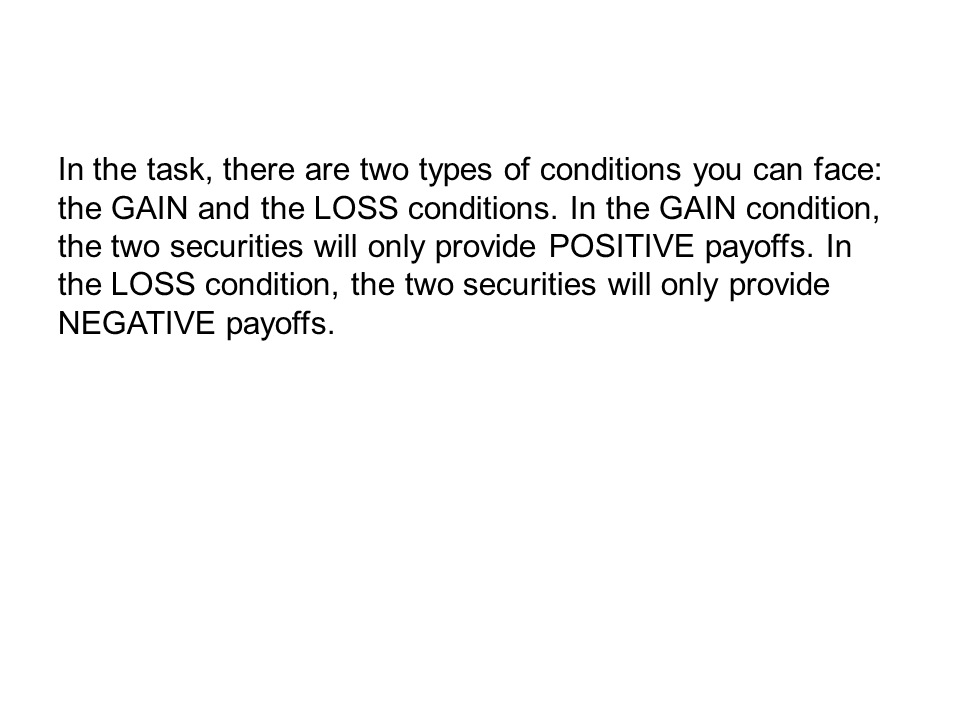 In the task, there are two types of conditions you can face:
the GAIN and the LOSS conditions. In the GAIN condition,
the two securities will only provide POSITIVE payoffs. In
the LOSS condition, the two securities will only provide
NEGATIVE payoffs.